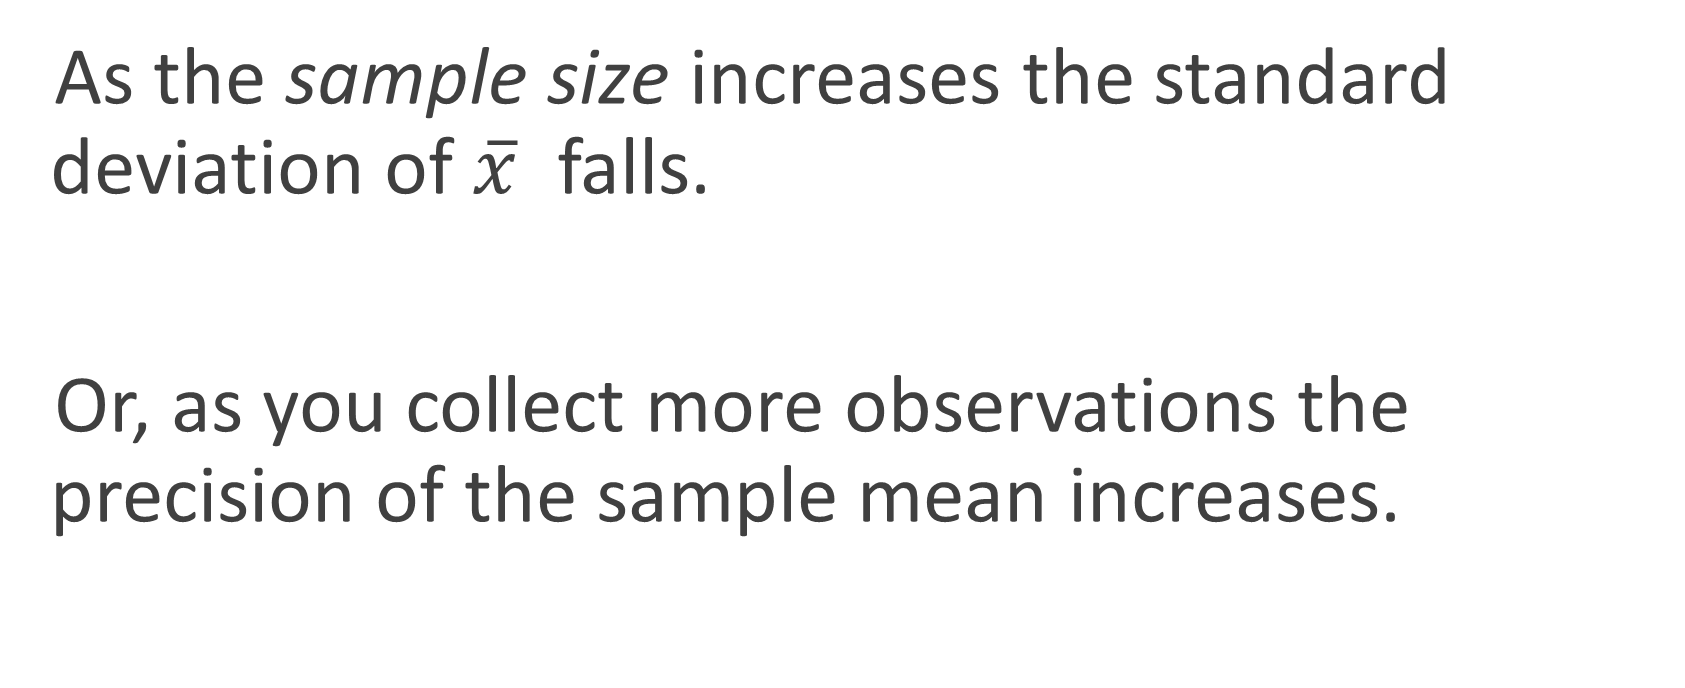 As the sample size increases the standard
deviation of x̄ falls.
Or, as you collect more observations the
precision of the sample mean increases.